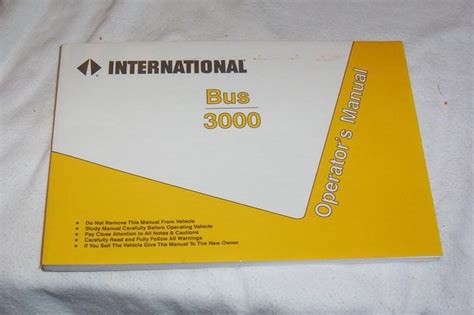 INTERNATIONAL
Bus
3000
Operator's Manual
Do Not Remove This Manual From Vehicle
Study Manual Carefully Before Operating Vehicle
Pay Close Attention to All Notes & Cautions
Carefully Read and Fully Follow All Warnings
If You Sell The Vehicle Give The Manual To The New Owner